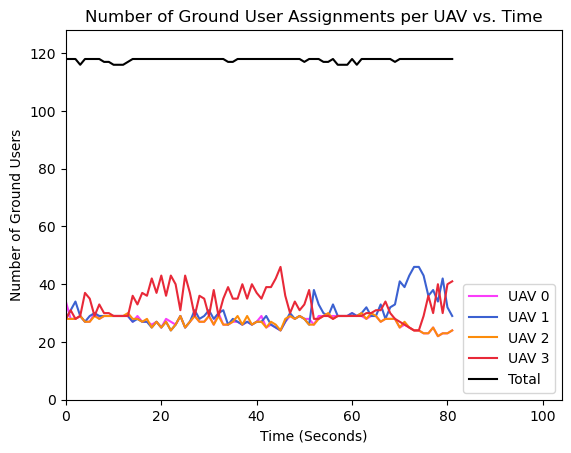 Number of Ground User Assignments per UAV vs. Time
Number of Ground Users
120
100
80
60
40
20
0
0 20 40 60 80 100
Time (Seconds)
UAV 0
UAV 1
UAV 2
UAV 3
Total